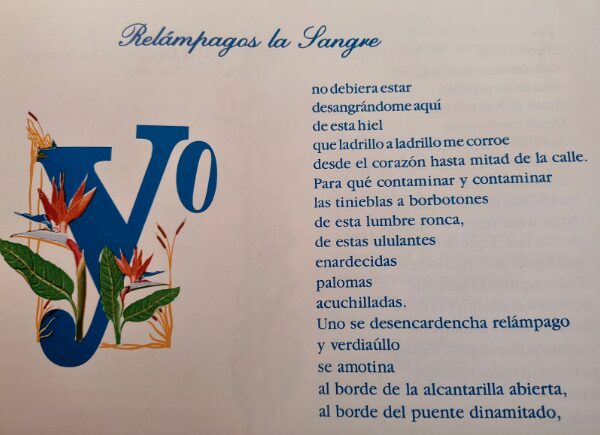 Relámpagos la Sangre
Yo
no debiera estar
desangrándome aquí
de esta hiel
que ladrillo a ladrillo me corroe
desde el corazón hasta mitad de la calle.
Para qué contaminar y contaminar
las tinieblas a borbotones
de esta lumbre ronca,
de estas ululantes
enardecidas
palomas
acuchilladas.
Uno se desencardencha relámpago
y verdiaúllo
se amotina
al borde de la alcantarilla abierta,
al borde del puente dinamitado,